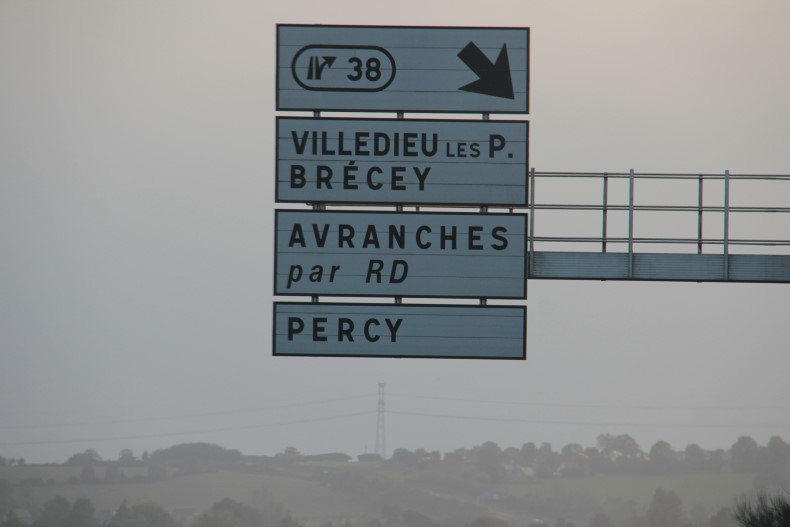 38
VILLEDIEU LES P.
BRÉCEY
AVRANCHES
par RD
PERCY